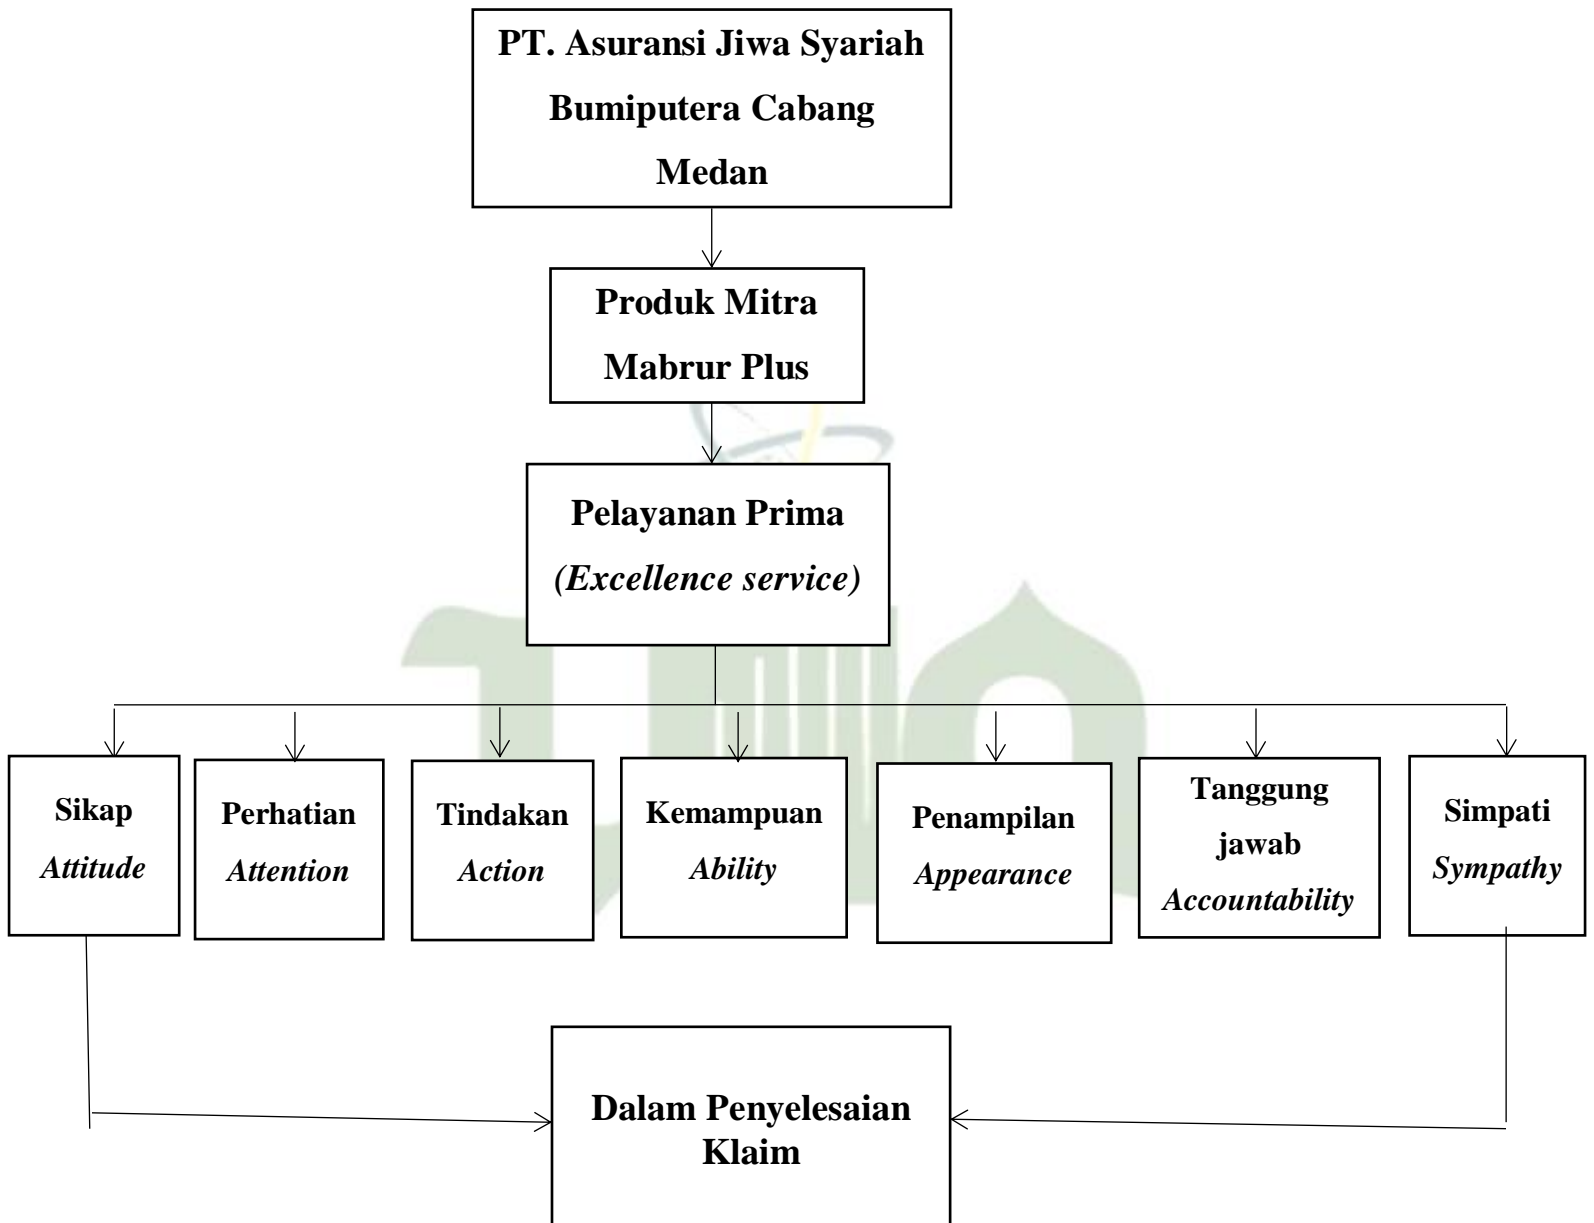 PT. Asuransi Jiwa Syariah
Bumiputera Cabang
Medan
Produk Mitra
Mabrur Plus
Pelayanan Prima
(Excellence service)
Sikap
Attitude
Perhatian
Attention
Tindakan
Action
Kemampuan
Ability
Penampilan
Appearance
Tanggung
jawab
Accountability
Simpati
Sympathy
Dalam Penyelesaian
Klaim